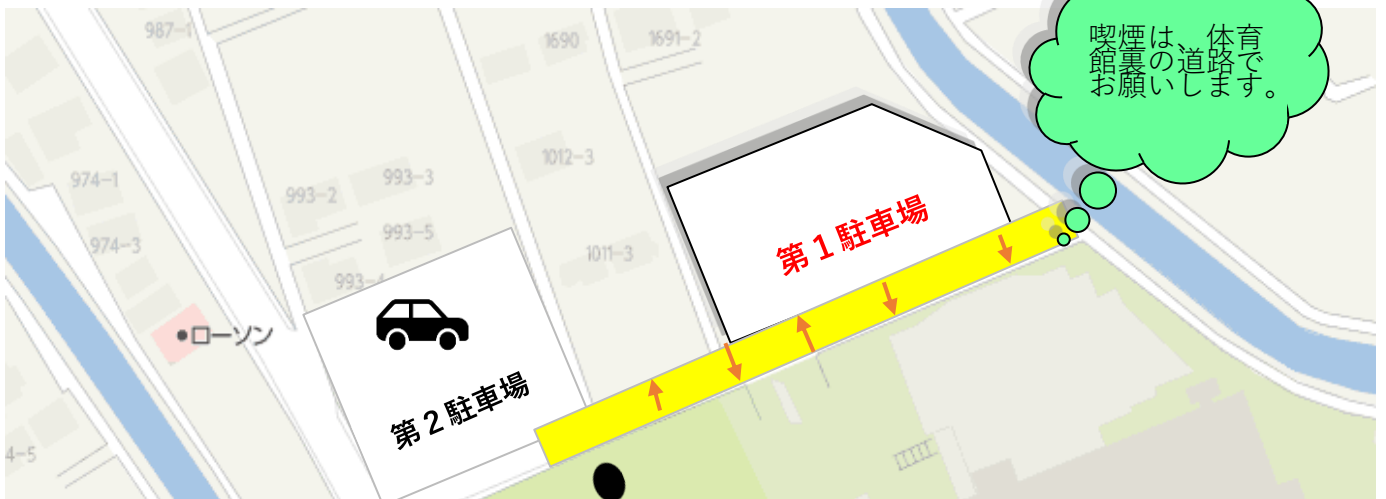 喫煙は、体育
館裏の道路で
お願いします。
987-1
1690
1691-2
1012-3
974-1
993-2
993-3
974-3
993-5
1011-3
第1駐車場
ローソン
第2駐車場
4-5